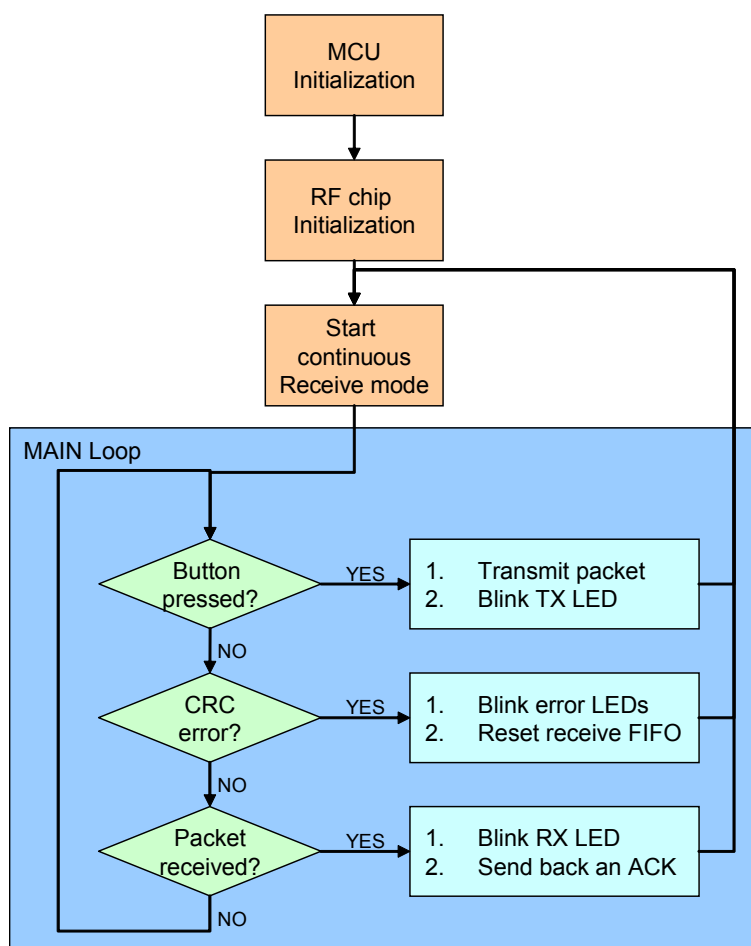 MCU
Initialization
RF chip
Initialization
Start
continuous
Receive mode
MAIN Loop
Button
pressed?
YES
1. Transmit packet
2. Blink TX LED
NO
CRC
error?
YES
1. Blink error LEDs
2. Reset receive FIFO
NO
Packet
received?
YES
1. Blink RX LED
2. Send back an ACK
NO